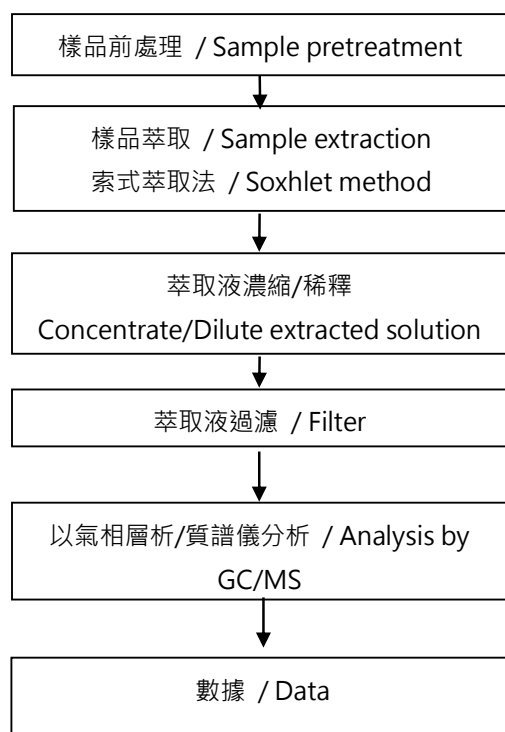 樣品前處理 / Sample pretreatment
樣品萃取 / Sample extraction
索式萃取法 / Soxhlet method
萃取液濃縮/稀釋
Concentrate/Dilute extracted solution
萃取液過濾 / Filter
以氣相層析/質譜儀分析 / Analysis by
GC/MS
數據 / Data